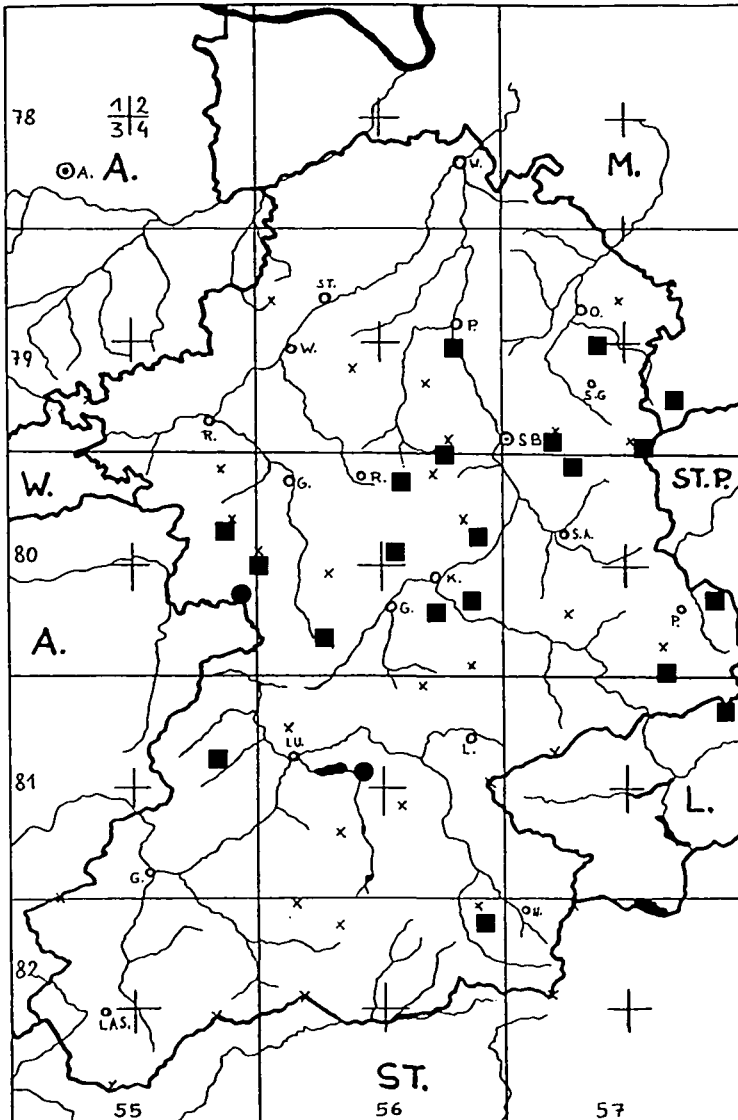 78
1 2
3 4
A.
A.
W.
M.
ST.
O.
P.
W.
79
S.G
R.
S.B
W.
G.
R.
ST.P.
S.A.
80
K.
G.
P.
A.
LU.
L.
81
L.
G.
H.
82
LAS.
ST.
55
56
57